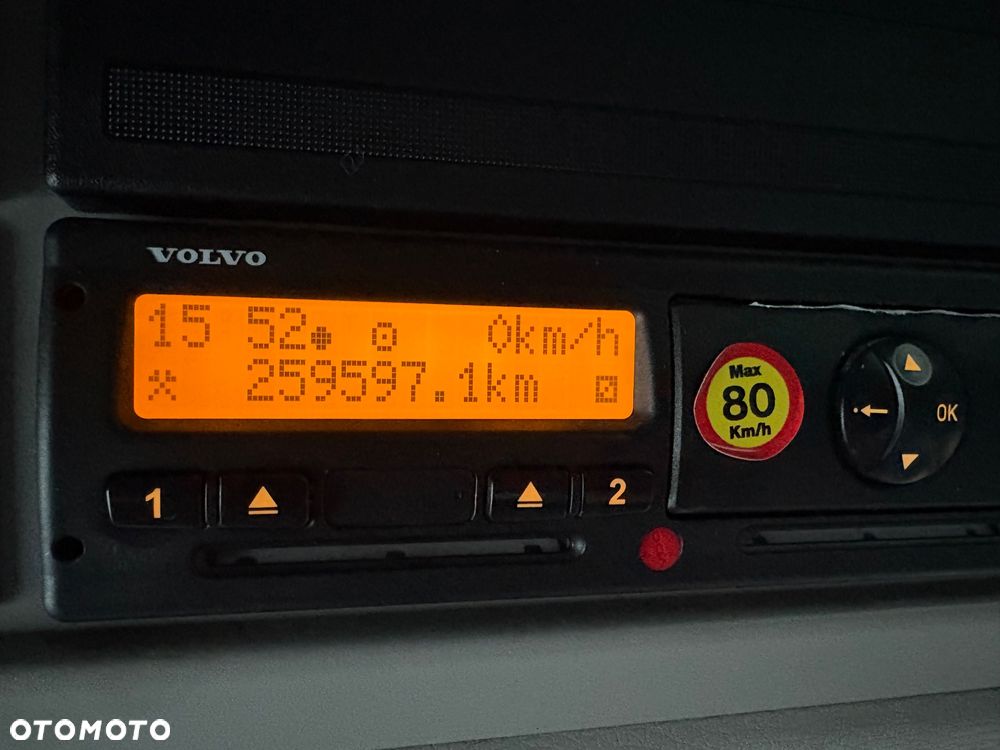 VOLVO
15 52 0km/h
259597.1km
Max
80
Km/h
OK
1
2
OTOMOTO